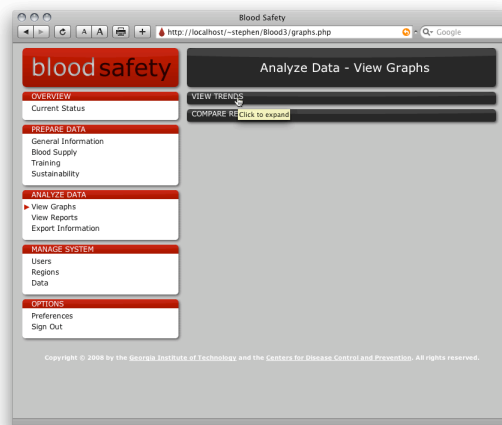 Blood Safety
A A + http://localhost/~stephen/Blood3/graphs.php Q Google
blood safety
Analyze Data - View Graphs
OVERVIEW
Current Status
VIEW TRENDS
COMPARE RE
Click to expand
PREPARE DATA
General Information
Blood Supply
Training
Sustainability
ANALYZE DATA
View Graphs
View Reports
Export Information
MANAGE SYSTEM
Users
Regions
Data
OPTIONS
Preferences
Sign Out
Copyright © 2009 by the Georgia Institute of Technology and the Centers for Disease Control and Prevention. All rights reserved.